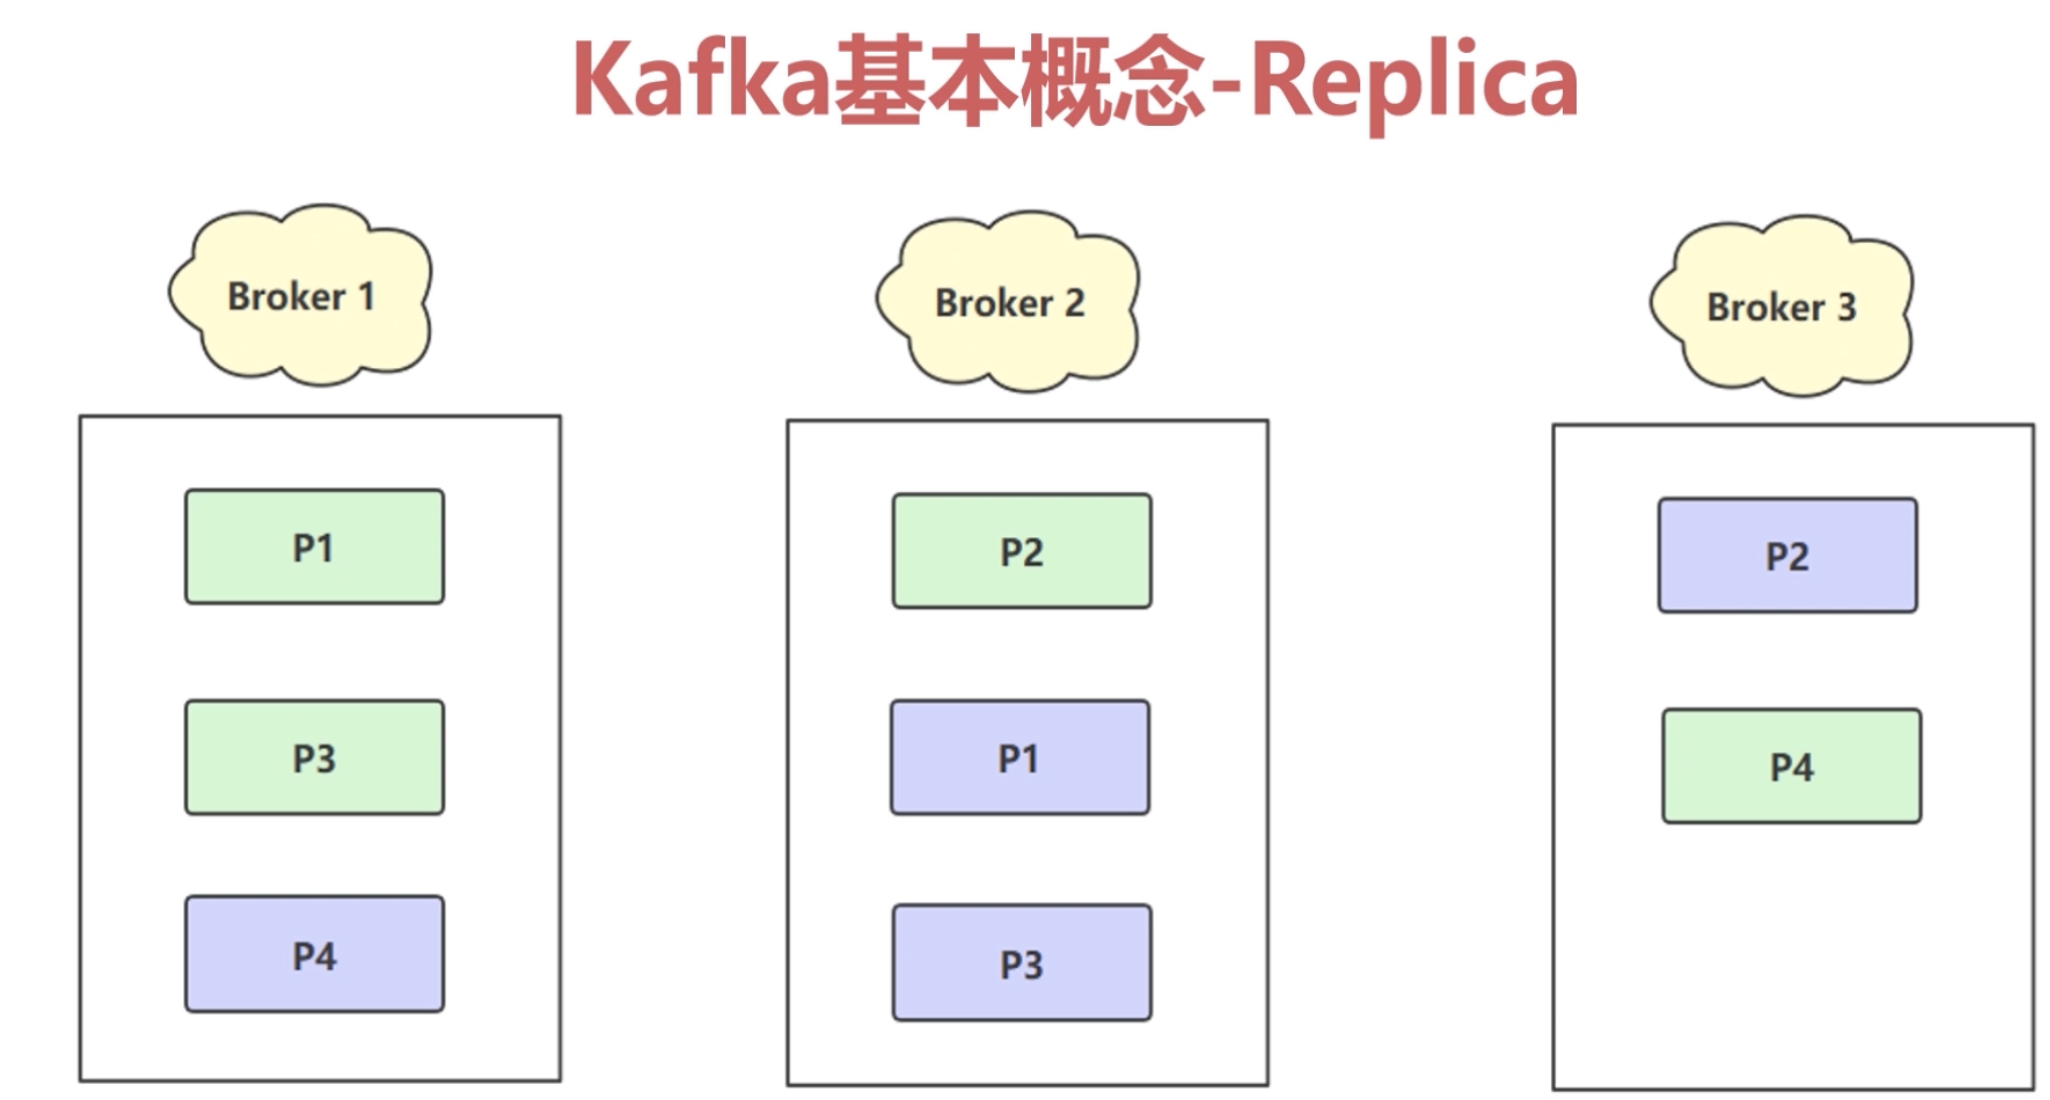 Kafka基本概念-Replica
Broker 1
P1
P3
P4
Broker 2
P2
P1
P3
Broker 3
P2
P4